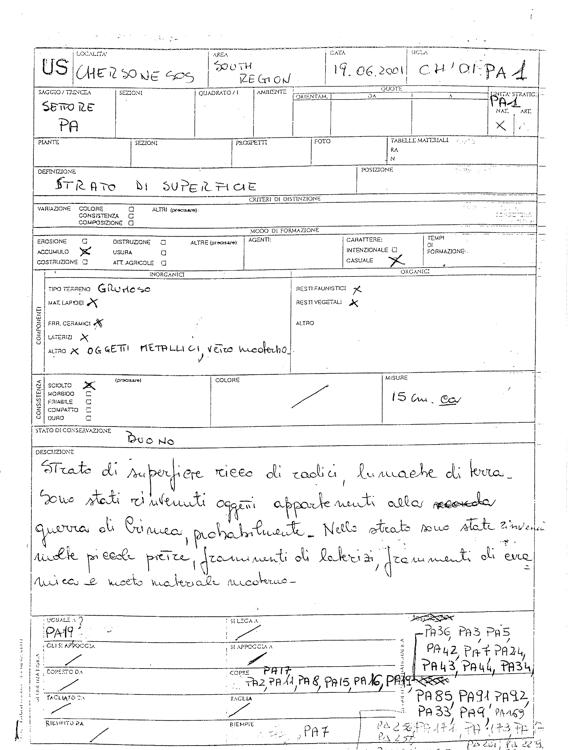 US LOCALITA' CHERSONESOS AREA SOUTH REGION DATA 19.06.2001 SIGLA CH'01 PA 1
SAGGIO / TRINCEA SETTORE PA SEZIONI QUADRATO / I AMBIENTE QUOTE ORIENTAM. DA A UNITA' STRATIG. PA1 NAT. ART.
X
PIANTE SEZIONI PROSPETTI FOTO TABELLE MATERIALI
RA
N
DEFINIZIONE POSIZIONE
STRATO DI SUPERFICIE
CRITERI DI DISTINZIONE
VARIAZIONE COLORE ALTRI (precisare)
CONSISTENZA
COMPOSIZIONE
MODO DI FORMAZIONE
EROSIONE DISTRUZIONE ALTRE (precisare) AGENTI: CARATTERE: TEMPI DI FORMAZIONE
ACCUMULO X USURA INTENZIONALE
COSTRUZIONE ATT. AGRICOLE CASUALE X
COMPONENTI
INORGANICI ORGANICI
TIPO TERRENO GRUMOSO RESTI FAUNISTICI X
MAT. LAPIDEI X RESTI VEGETALI X
FRR. CERAMICI X ALTRO
LATERIZI X
ALTRO X OGGETTI METALLICI, vetro moderno.
CONSISTENZA
SCIOLTO X (precisare) COLORE MISURE
MORBIDO
FRIABILE 15 cm. ca
COMPATTO
DURO
STATO DI CONSERVAZIONE
BUONO
DESCRIZIONE
Strato di superficie ricco di radici, lumache di terra.
Sono stati rinvenuti oggetti appartenenti alla
guerra di Crimea, probabilmente. Nello strato sono state rinvenute
molte piccole pietre, frammenti di laterizi, frammenti di cera
mica e molto materiale moderno.
UGUALE A ? SI LEGA A
PA19
PA36, PA3, PA5,
PA42, PA7 PA24,
GLI SI APPOGGIA SI APPOGGIA A
PA43, PA44, PA34,
COPERTO DA COPRE PA17
PA2, PA11, PA8, PA15, PA16, PA19
TAGLIATO DA TAGLIA
PA85 PA91 PA92,
PA33, PA9, PA169
RIEMPITO DA RIEMPIE PA7
PA171 PA173